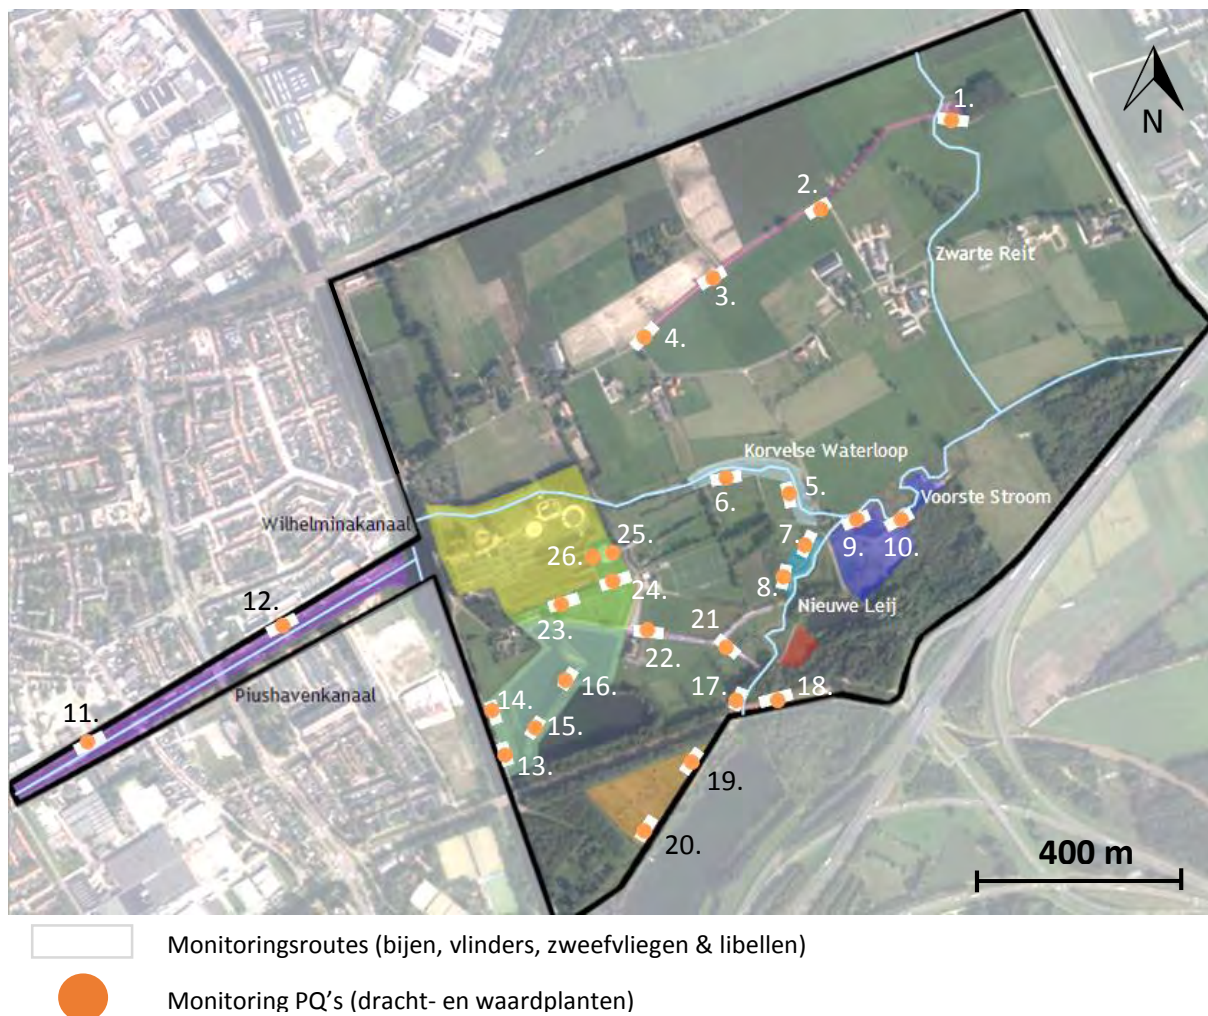 1.
N
2.
Zwarte Reit
3.
4.
Korvelse Waterloop
5.
6.
Voorste Stroom
Wilhelminakanaal
7.
9.
10.
25.
26.
8.
24.
12.
Nieuwe Leij
23.
21
22.
Piushavenkanaal
16.
17.
18.
14.
11.
15.
13.
19.
20.
400 m
Monitoringsroutes (bijen, vlinders, zweefvliegen & libellen)
Monitoring PQ's (dracht- en waardplanten)